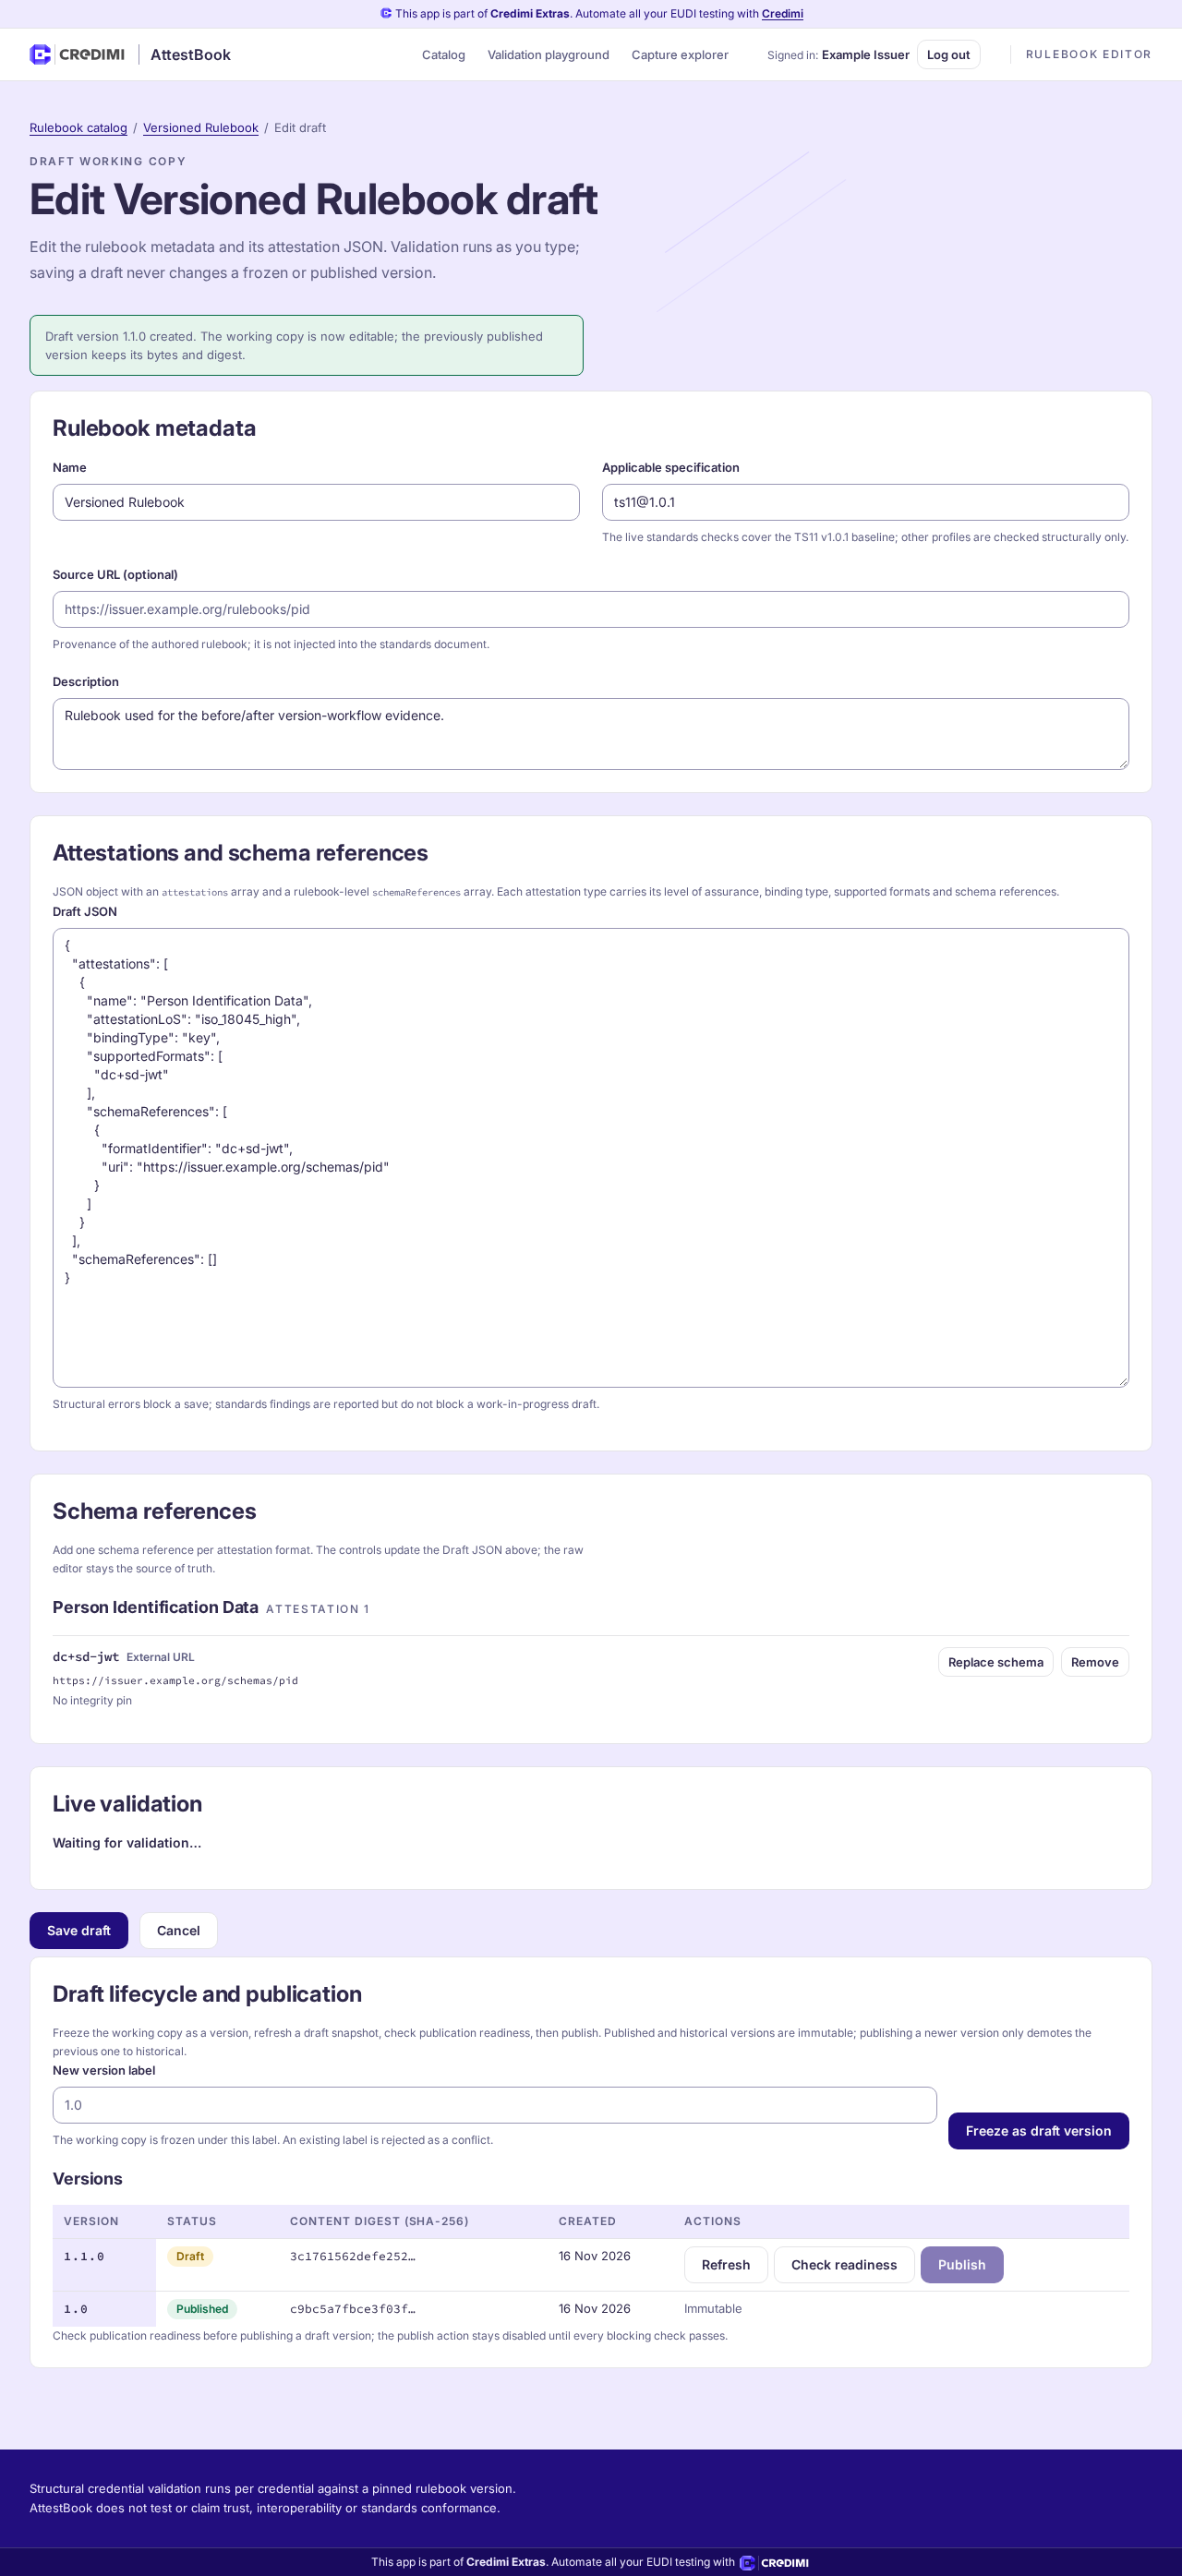 This app is part of Credimi Extras. Automate all your EUDI testing with Credimi
CREDIMI AttestBook Catalog Validation playground Capture explorer Signed in: Example Issuer Log out RULEBOOK EDITOR
Rulebook catalog / Versioned Rulebook / Edit draft
DRAFT WORKING COPY
Edit Versioned Rulebook draft
Edit the rulebook metadata and its attestation JSON. Validation runs as you type;
saving a draft never changes a frozen or published version.
Draft version 1.1.0 created. The working copy is now editable; the previously published
version keeps its bytes and digest.
Rulebook metadata
Name
Versioned Rulebook
Applicable specification
ts11@1.0.1
The live standards checks cover the TS11 v1.0.1 baseline; other profiles are checked structurally only.
Source URL (optional)
https://issuer.example.org/rulebooks/pid
Provenance of the authored rulebook; it is not injected into the standards document.
Description
Rulebook used for the before/after version-workflow evidence.
Attestations and schema references
JSON object with an attestations array and a rulebook-level schemaReferences array. Each attestation type carries its level of assurance, binding type, supported formats and schema references.
Draft JSON
{
"attestations": [
{
"name": "Person Identification Data",
"attestationLoS": "iso_18045_high",
"bindingType": "key",
"supportedFormats": [
"dc+sd-jwt"
],
"schemaReferences": [
{
"formatIdentifier": "dc+sd-jwt",
"uri": "https://issuer.example.org/schemas/pid"
}
]
}
],
"schemaReferences": []
}
Structural errors block a save; standards findings are reported but do not block a work-in-progress draft.
Schema references
Add one schema reference per attestation format. The controls update the Draft JSON above; the raw
editor stays the source of truth.
Person Identification Data ATTESTATION 1
dc+sd-jwt External URL
https://issuer.example.org/schemas/pid
No integrity pin
Replace schema Remove
Live validation
Waiting for validation…
Save draft Cancel
Draft lifecycle and publication
Freeze the working copy as a version, refresh a draft snapshot, check publication readiness, then publish. Published and historical versions are immutable; publishing a newer version only demotes the
previous one to historical.
New version label
1.0
The working copy is frozen under this label. An existing label is rejected as a conflict.
Freeze as draft version
Versions
VERSION STATUS CONTENT DIGEST (SHA-256) CREATED ACTIONS
1.1.0 Draft 3c1761562defe252… 16 Nov 2026 Refresh Check readiness Publish
1.0 Published c9bc5a7fbce3f03f… 16 Nov 2026 Immutable
Check publication readiness before publishing a draft version; the publish action stays disabled until every blocking check passes.
Structural credential validation runs per credential against a pinned rulebook version.
AttestBook does not test or claim trust, interoperability or standards conformance.
This app is part of Credimi Extras. Automate all your EUDI testing with CREDIMI